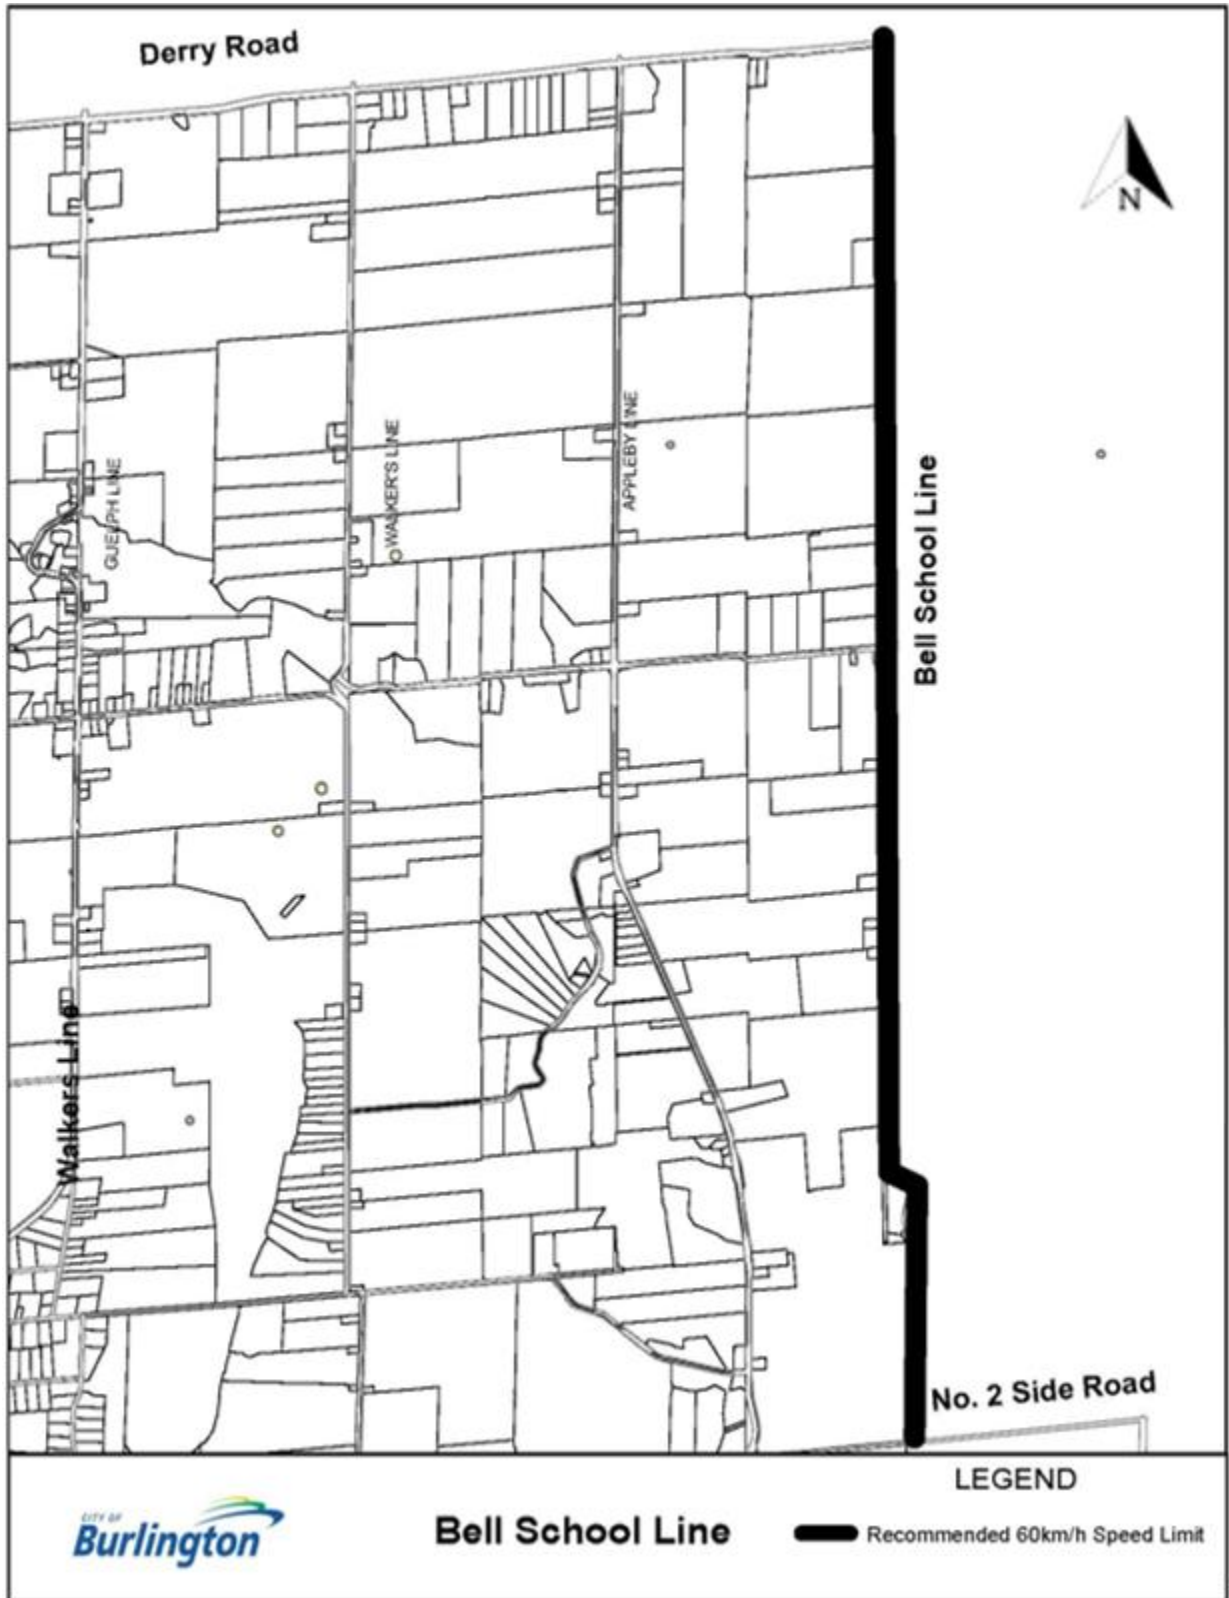 Derry Road
N
GUELPH LINE
WALKER'S LINE
APPLEBY LINE
Bell School Line
Walkers Line
No. 2 Side Road
LEGEND
CITY OF
Burlington
Bell School Line
Recommended 60km/h Speed Limit